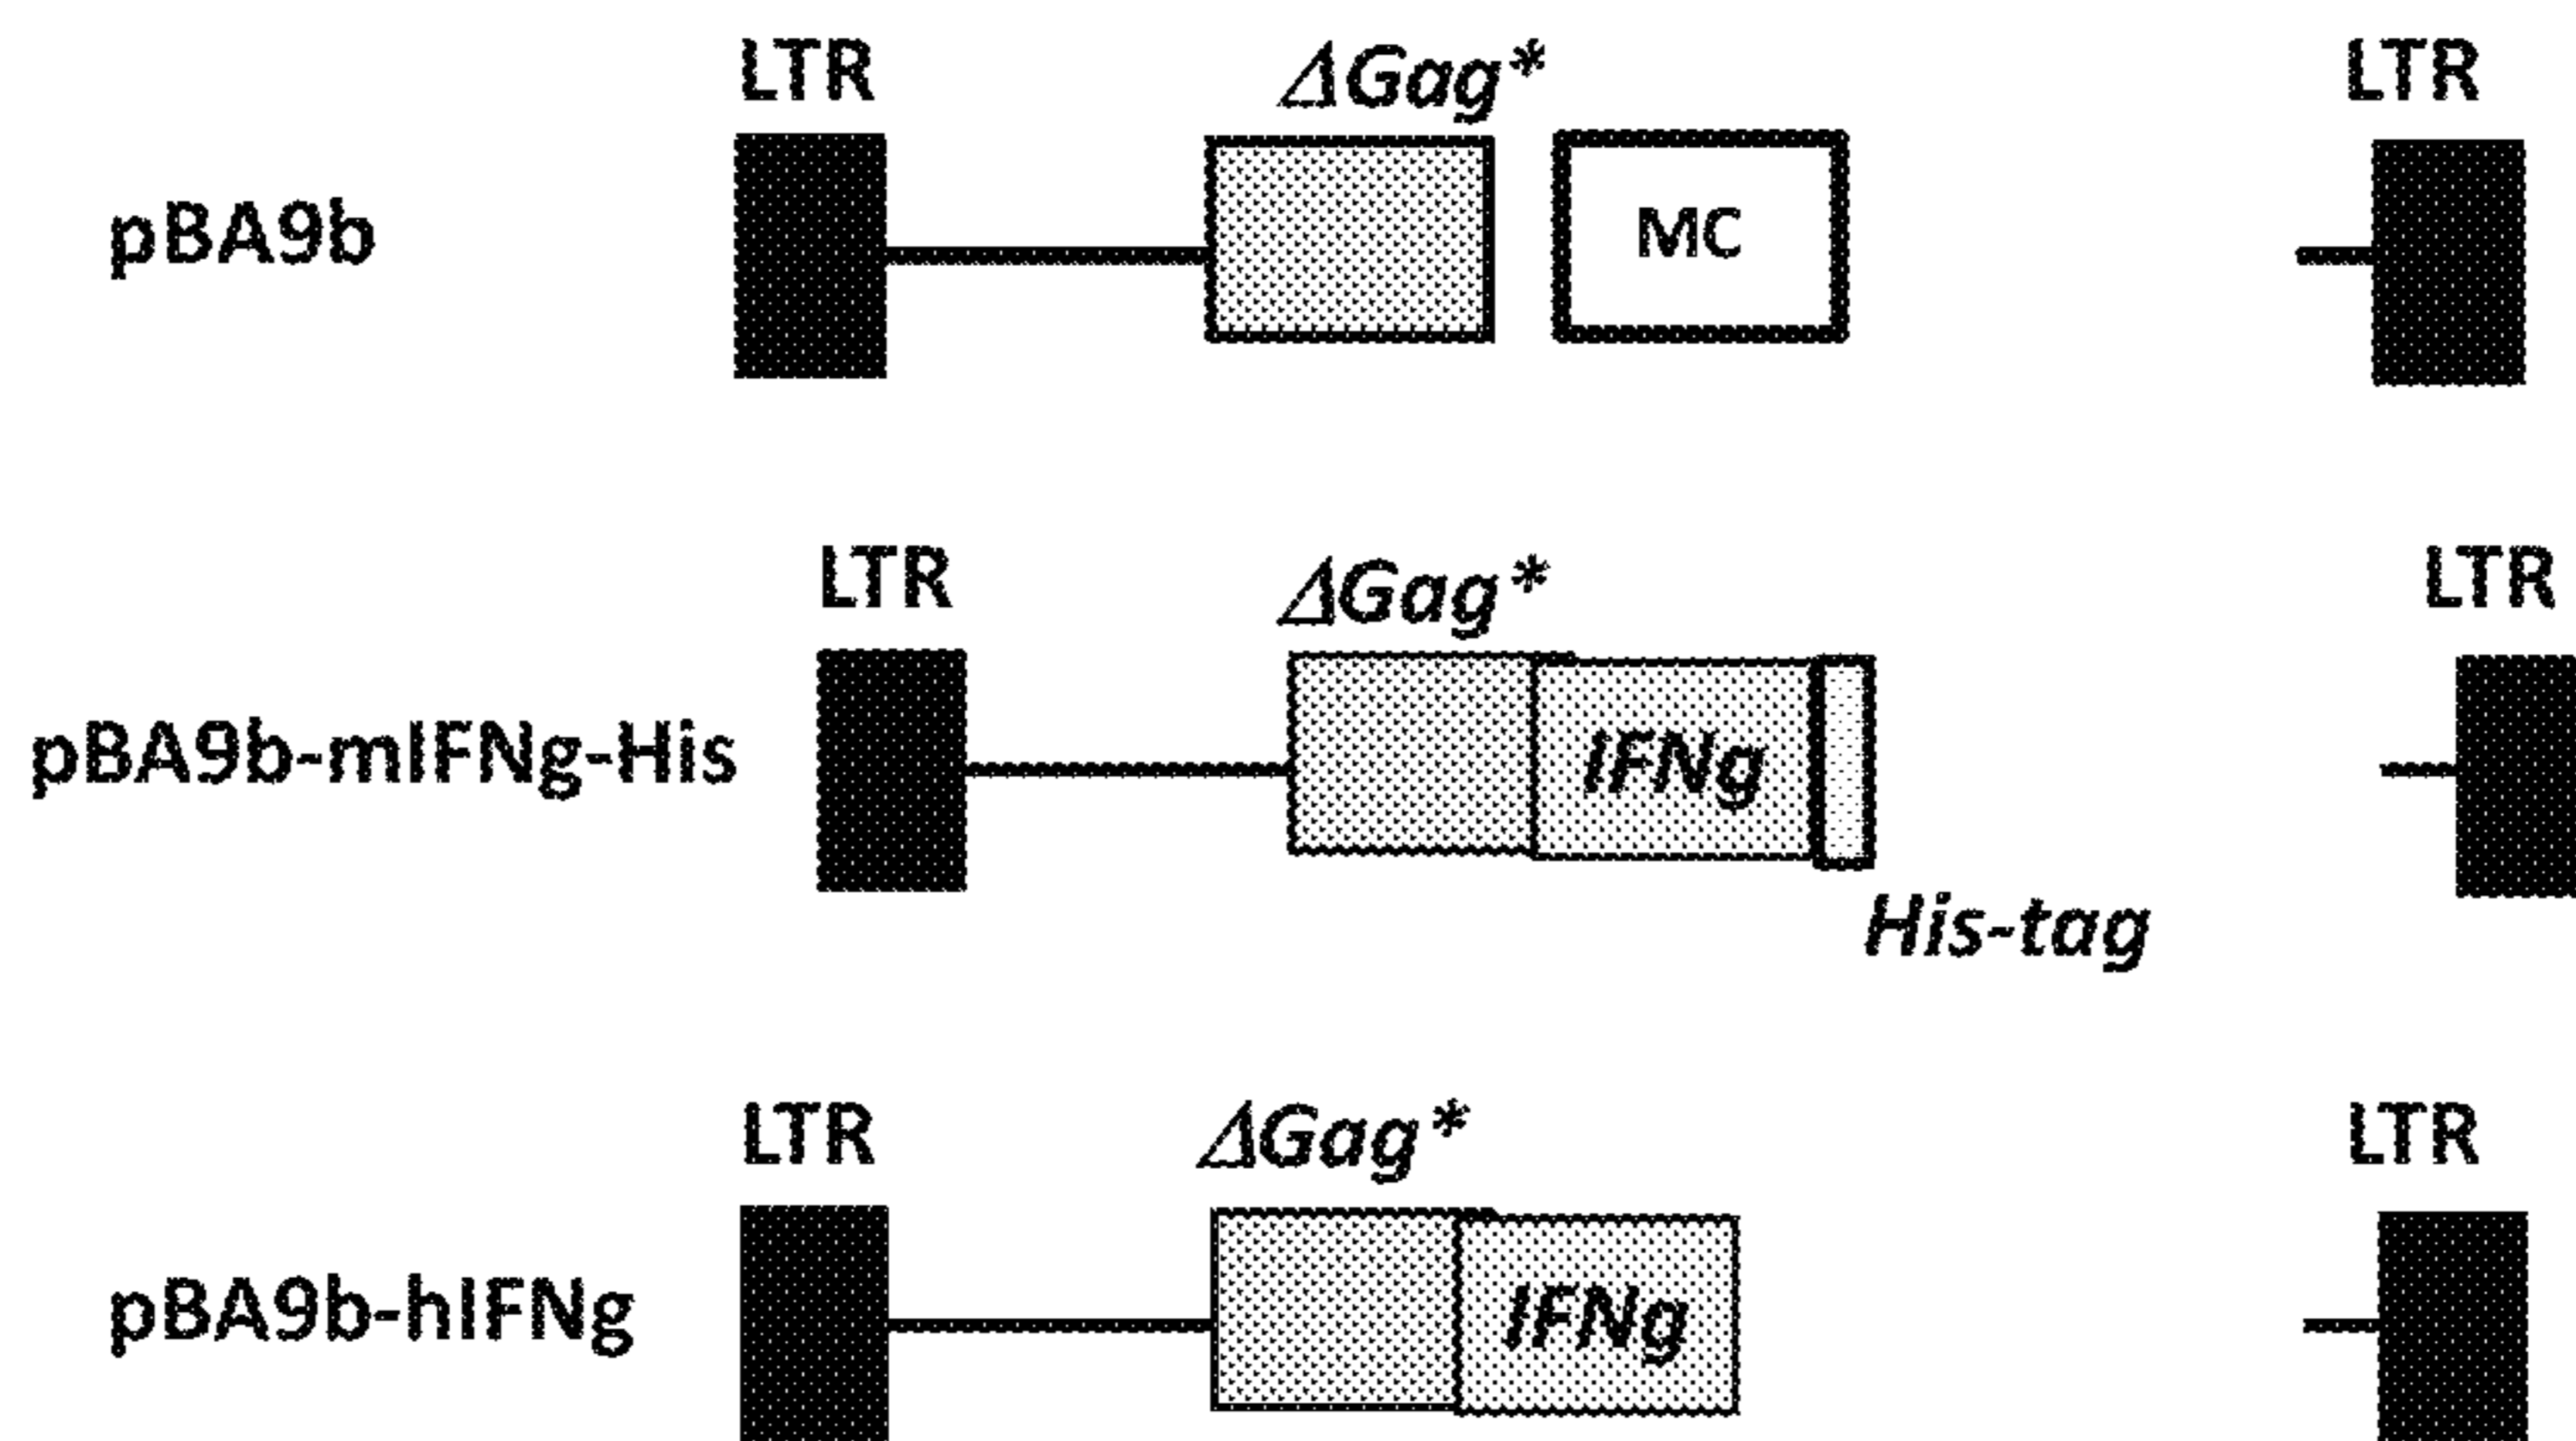 LTR ΔGag* LTR
pBA9b MC
LTR ΔGag* LTR
pBA9b-mIFNg-His IFNg
His-tag
LTR ΔGag* LTR
pBA9b-hIFNg IFNg